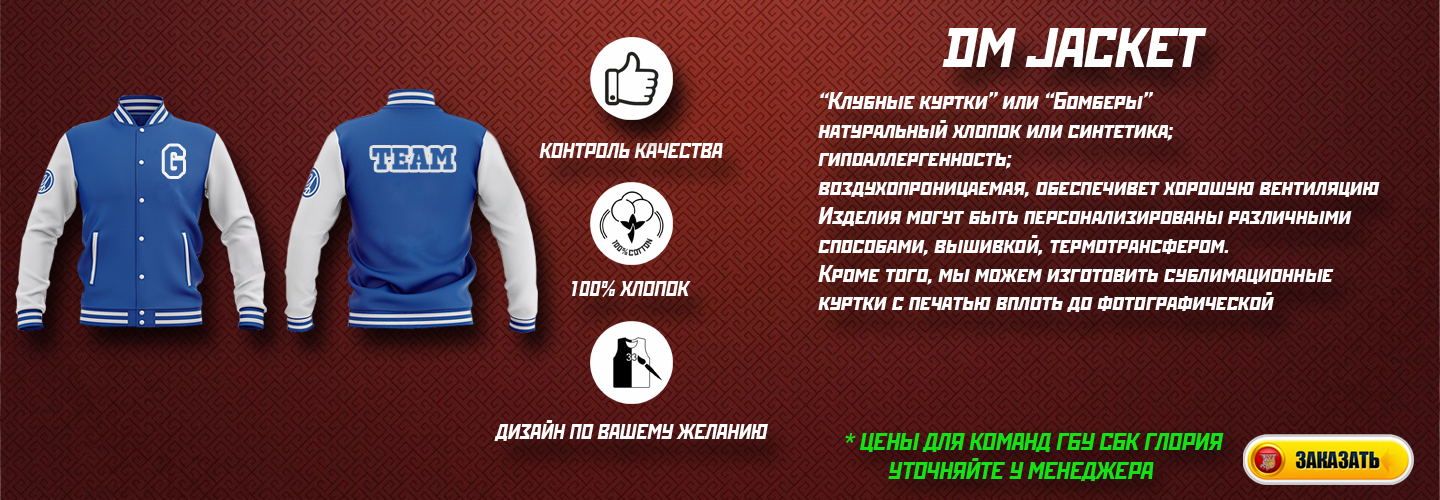 DM JACKET
“Клубные куртки” или “Бомберы”
натуральный хлопок или синтетика;
гипоаллергенность;
воздухопроницаемая, обеспечивет хорошую вентиляцию
Изделия могут быть персонализированы различными
способами, вышивкой, термотрансфером.
Кроме того, мы можем изготовить сублимационные
куртки с печатью вплоть до фотографической
G
TEAM
КОНТРОЛЬ КАЧЕСТВА
100% COTTON
100% ХЛОПОК
33
ДИЗАЙН ПО ВАШЕМУ ЖЕЛАНИЮ
* ЦЕНЫ ДЛЯ КОМАНД ГБУ СБК ГЛОРИЯ
УТОЧНЯЙТЕ У МЕНЕДЖЕРА
ЗАКАЗАТЬ